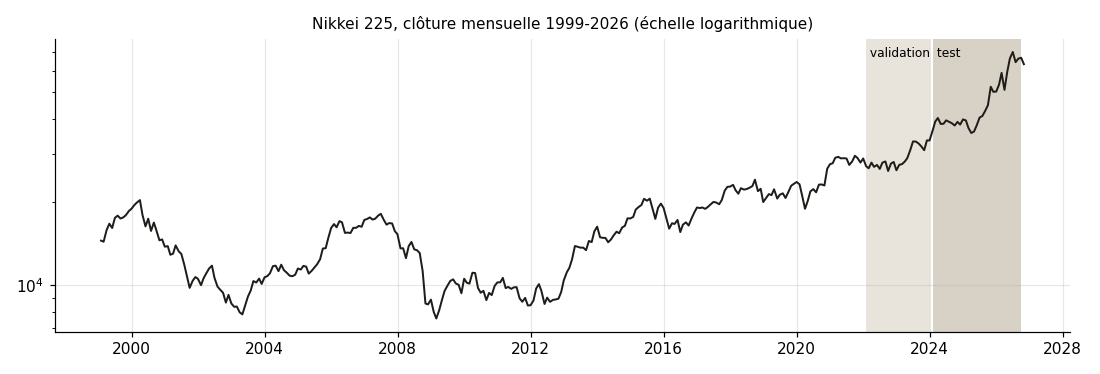 Nikkei 225, clôture mensuelle 1999-2026 (échelle logarithmique)
validation test
10⁴
2000 2004 2008 2012 2016 2020 2024 2028